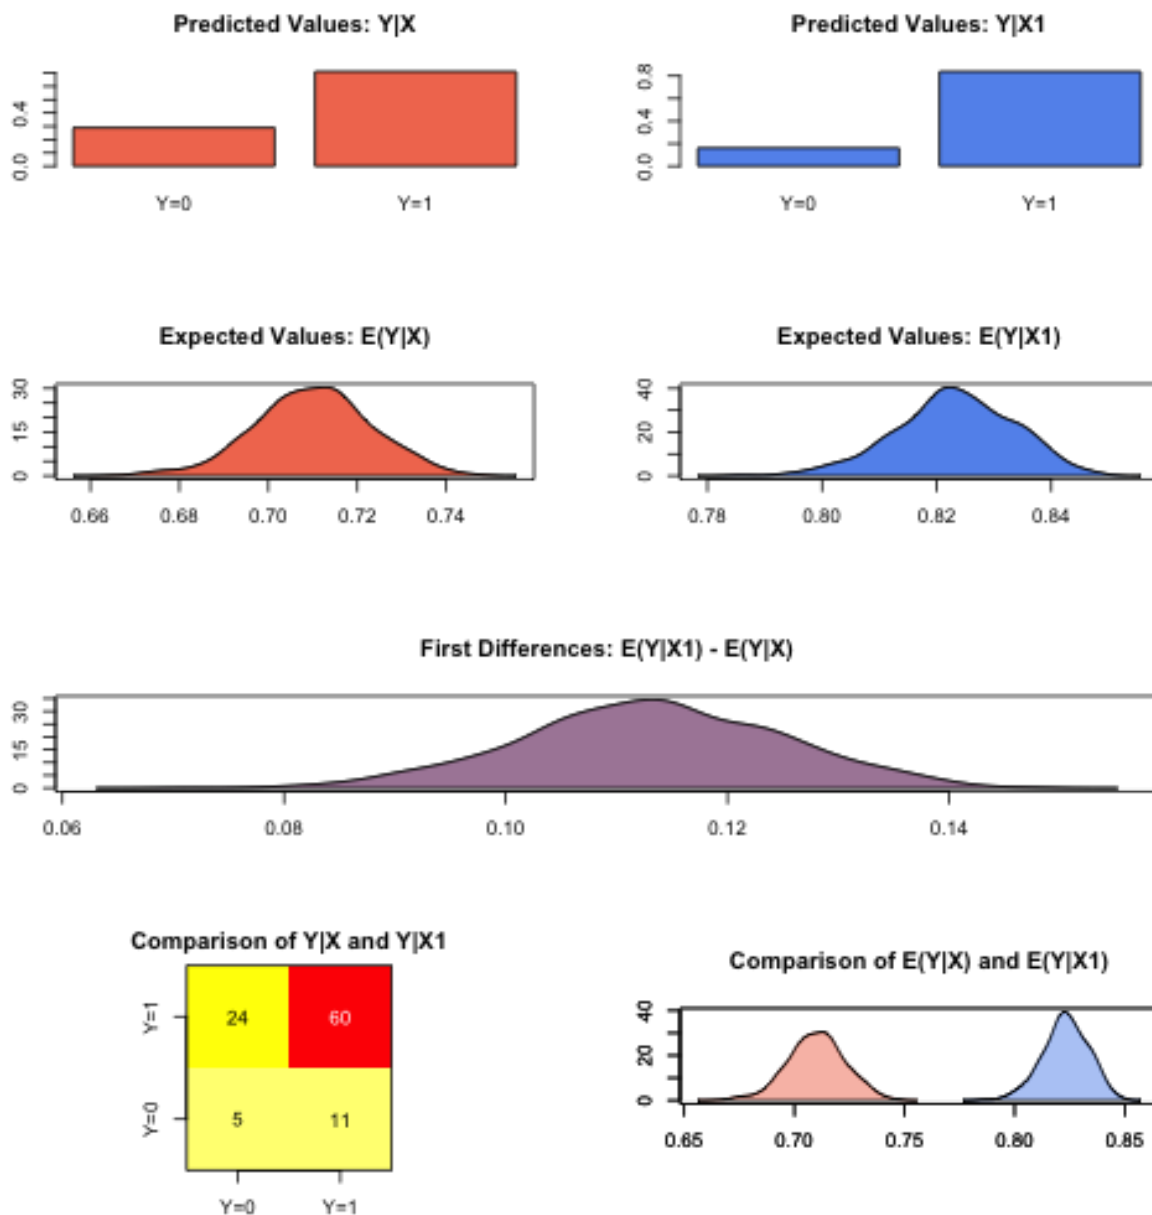 Predicted Values: Y|X
0.0 0.4
Y=0 Y=1
Predicted Values: Y|X1
0.0 0.4 0.8
Y=0 Y=1
Expected Values: E(Y|X)
0 15 30
0.66 0.68 0.70 0.72 0.74
Expected Values: E(Y|X1)
0 20 40
0.78 0.80 0.82 0.84
First Differences: E(Y|X1) - E(Y|X)
0 15 30
0.06 0.08 0.10 0.12 0.14
Comparison of Y|X and Y|X1
Y=1 24 60
Y=0 5 11
Y=0 Y=1
Comparison of E(Y|X) and E(Y|X1)
0 20 40
0.65 0.70 0.75 0.80 0.85